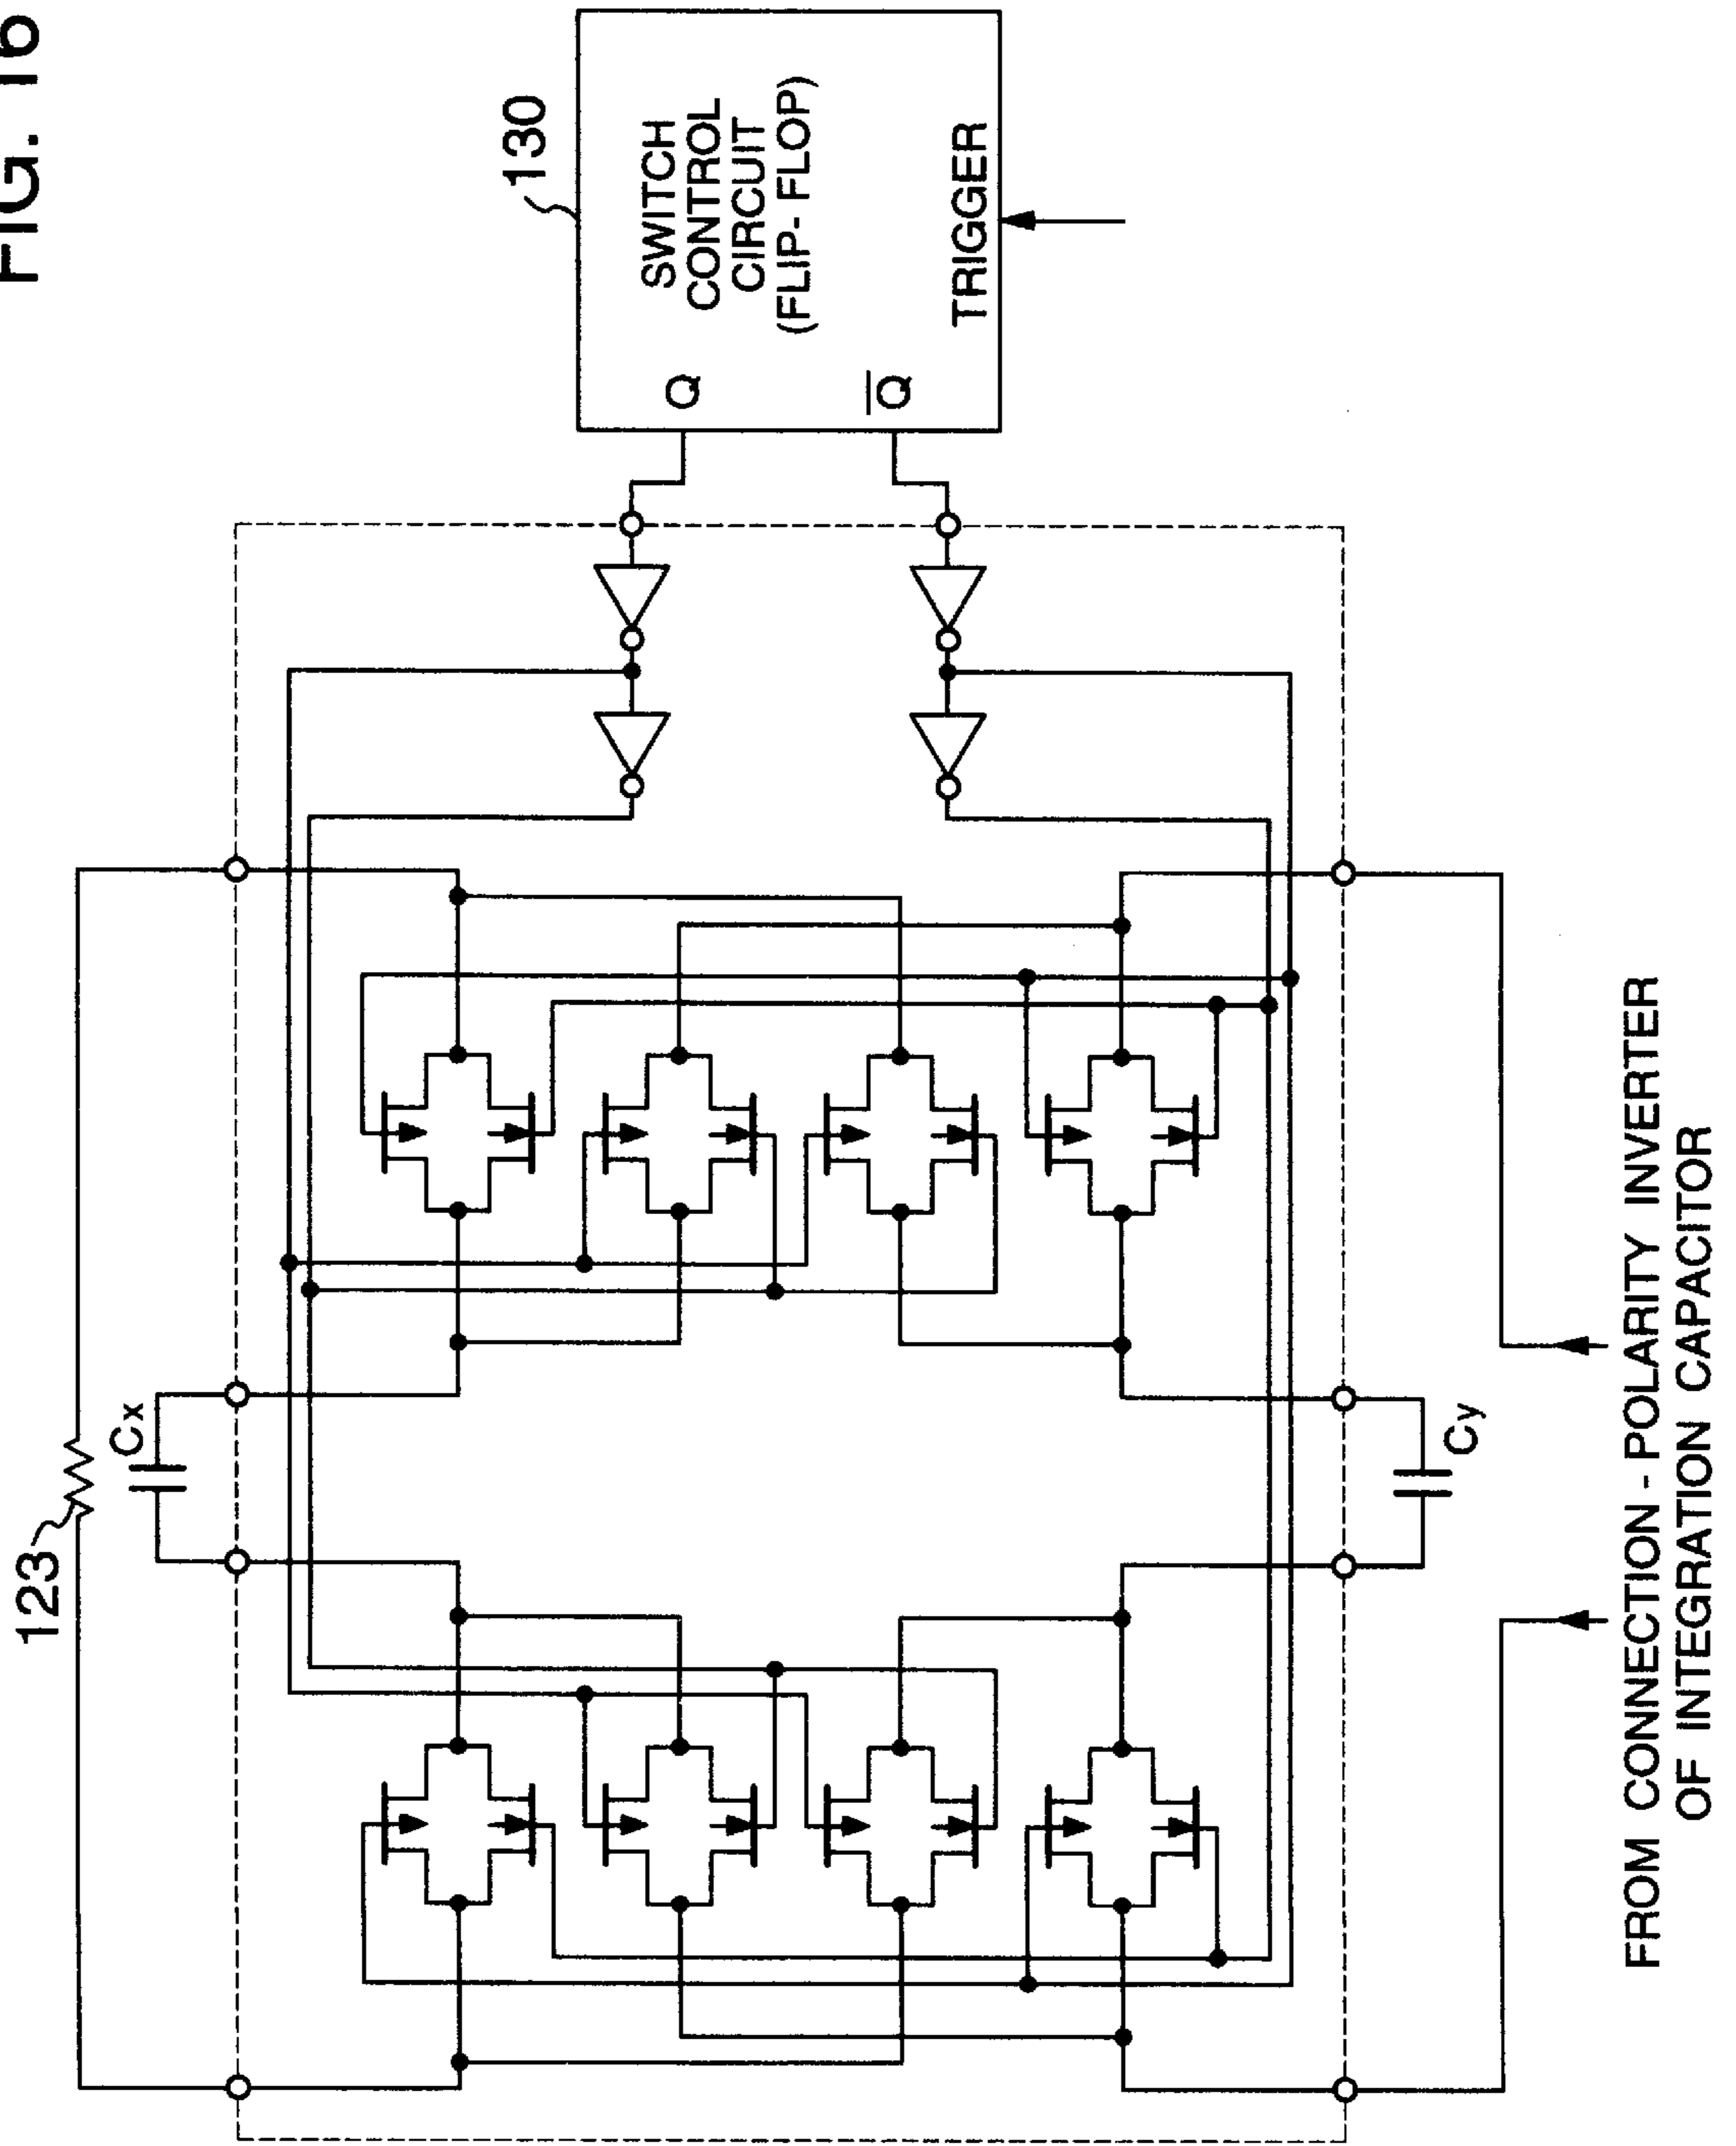 FIG. 16
130
SWITCH
CONTROL
CIRCUIT
(FLIP-FLOP)
TRIGGER
Q
Q̅
123
Cx
Cy
FROM CONNECTION-POLARITY INVERTER
OF INTEGRATION CAPACITOR